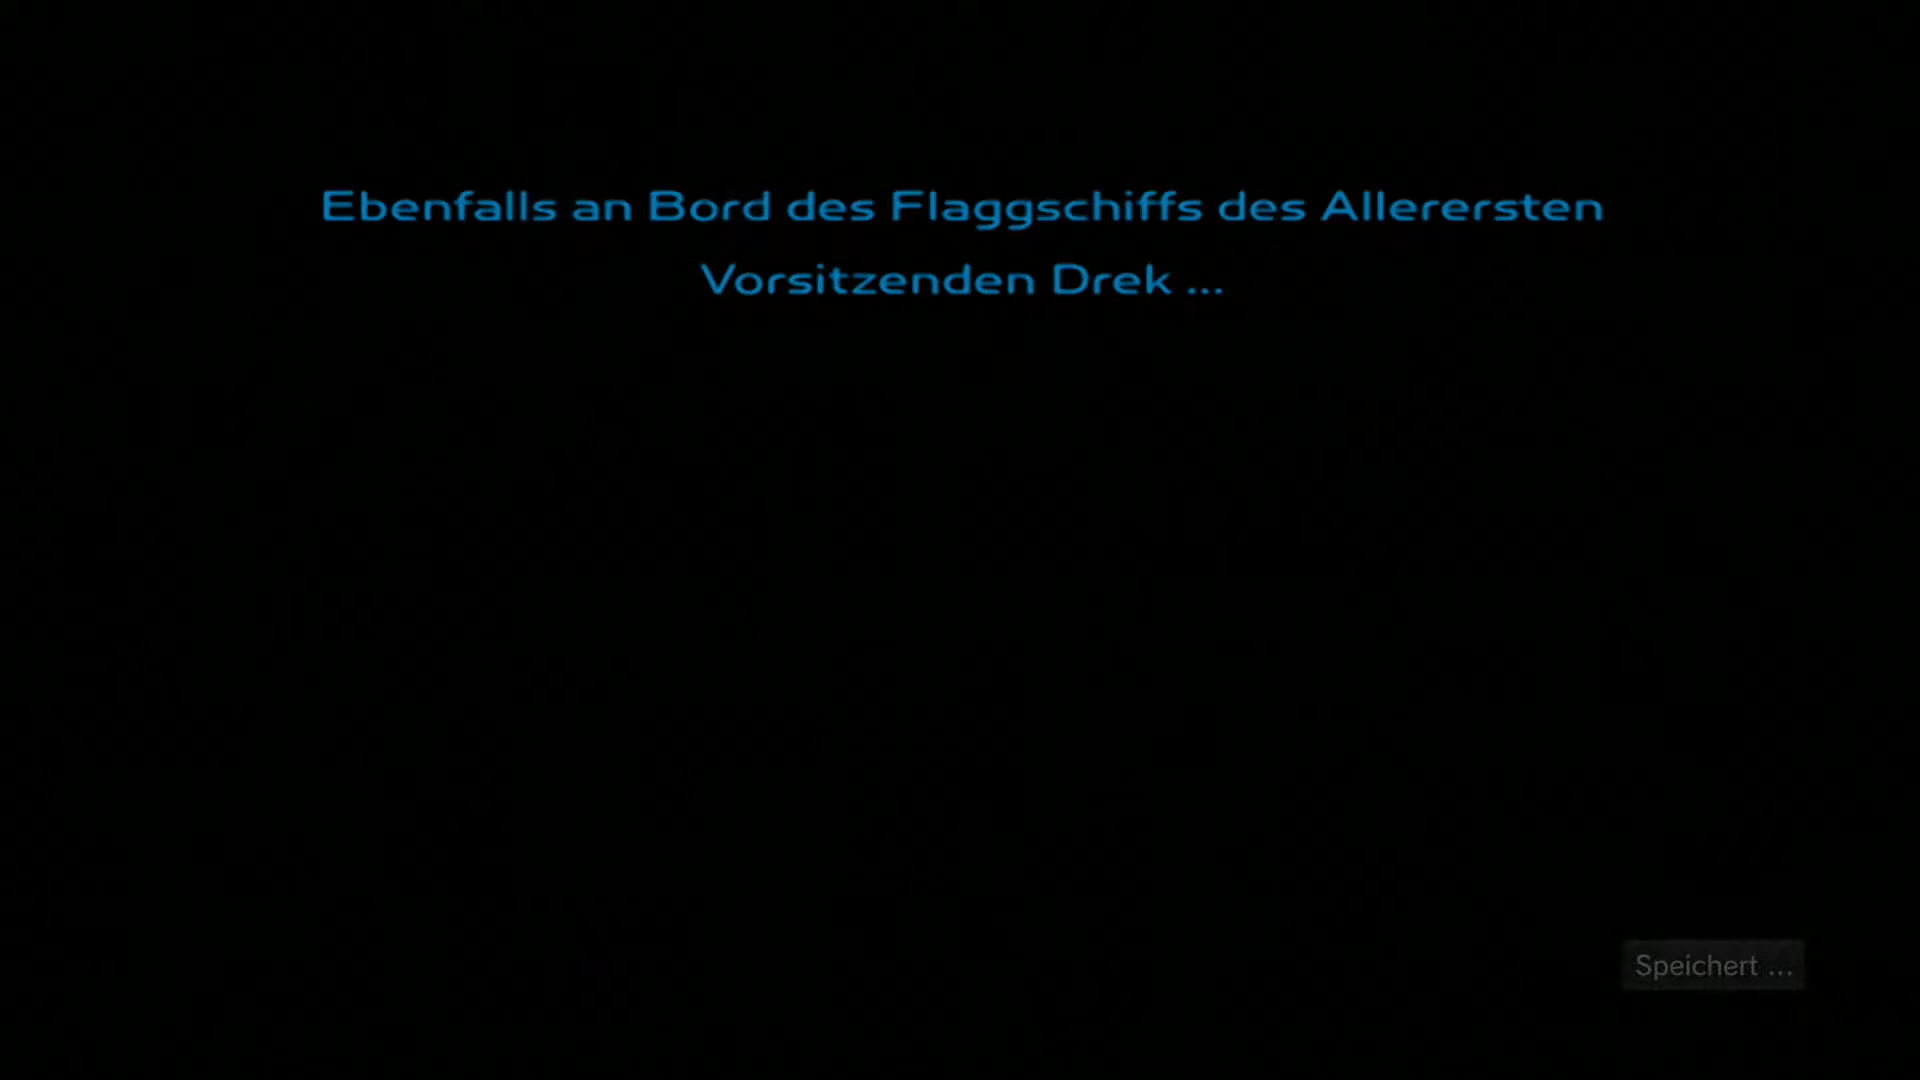 Ebenfalls an Bord des Flaggschiffs des Allerersten
Vorsitzenden Drek ...
Speichert ...